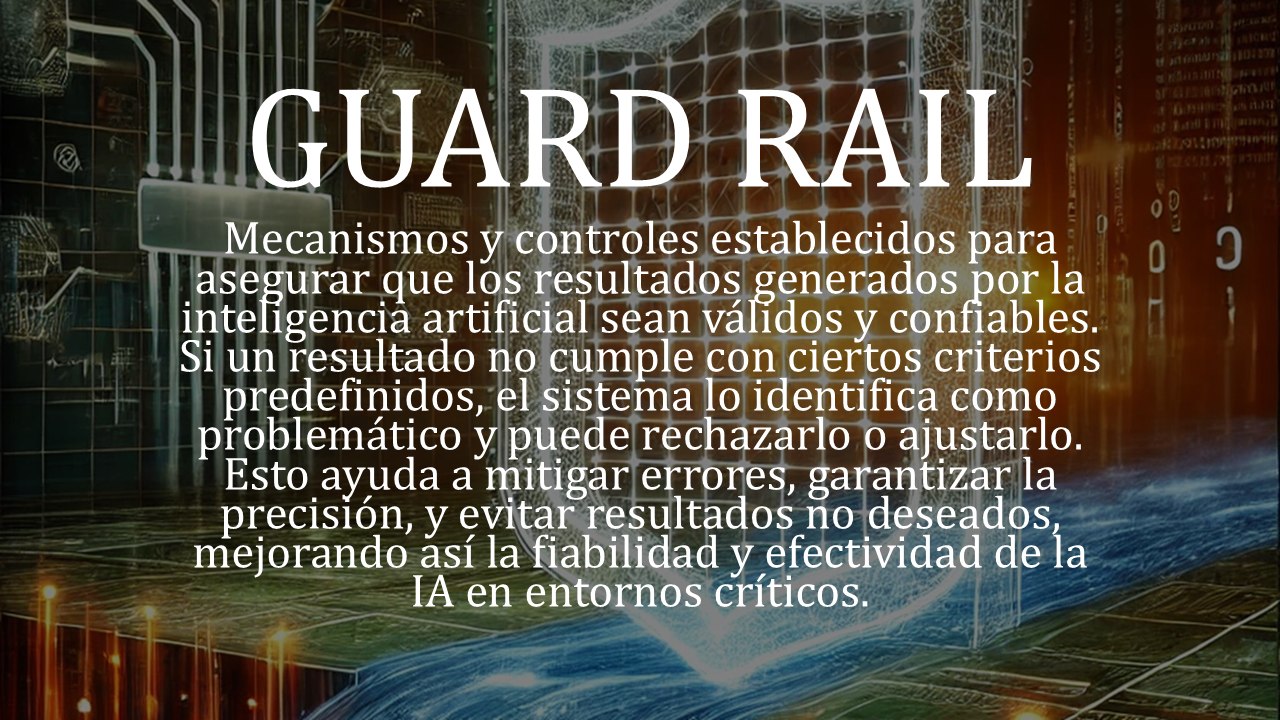 GUARD RAIL
Mecanismos y controles establecidos para
asegurar que los resultados generados por la
inteligencia artificial sean válidos y confiables.
Si un resultado no cumple con ciertos criterios
predefinidos, el sistema lo identifica como
problemático y puede rechazarlo o ajustarlo.
Esto ayuda a mitigar errores, garantizar la
precisión, y evitar resultados no deseados,
mejorando así la fiabilidad y efectividad de la
IA en entornos críticos.